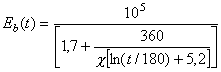 E_b(t) = 10^5 / [1,7 + 360 / (χ[ln(t/180) + 5,2])]